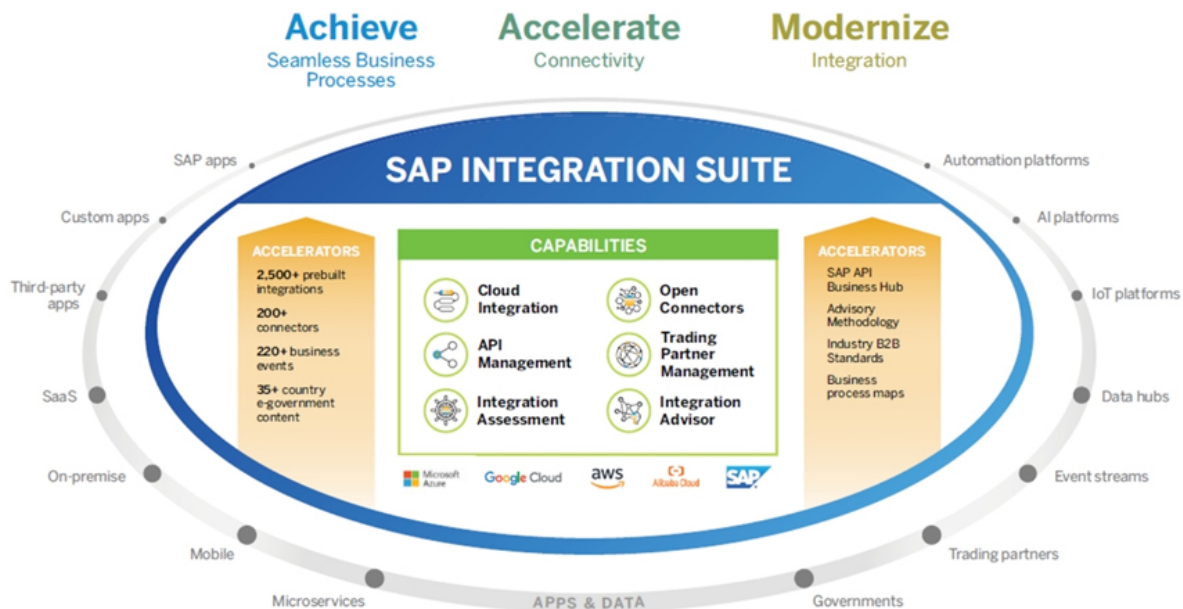 Achieve
Seamless Business
Processes
Accelerate
Connectivity
Modernize
Integration
SAP INTEGRATION SUITE
SAP apps
Custom apps
Third-party
apps
SaaS
On-premise
Mobile
Microservices
ACCELERATORS
2,500+ prebuilt
integrations
200+
connectors
220+ business
events
35+ country
e-government
content
CAPABILITIES
Cloud
Integration
Open
Connectors
API
Management
Trading
Partner
Management
Integration
Assessment
Integration
Advisor
Microsoft
Azure
Google Cloud
aws
Alibaba Cloud
SAP
ACCELERATORS
SAP API
Business Hub
Advisory
Methodology
Industry B2B
Standards
Business
process maps
Automation platforms
AI platforms
IoT platforms
Data hubs
Event streams
Trading partners
Governments
APPS & DATA